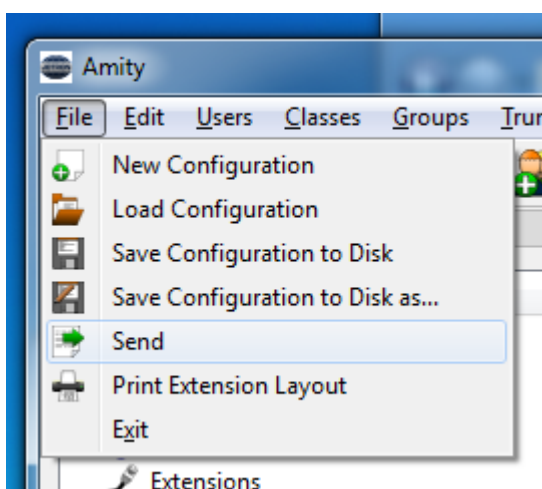 Amity
File Edit Users Classes Groups
New Configuration
Load Configuration
Save Configuration to Disk
Save Configuration to Disk as...
Send
Print Extension Layout
Exit
Extensions